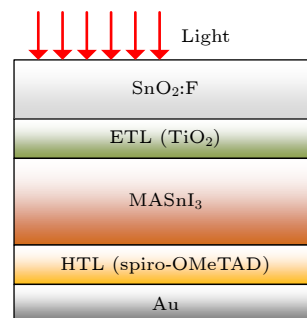 Light
SnO₂:F
ETL (TiO₂)
MASnI₃
HTL (spiro-OMeTAD)
Au